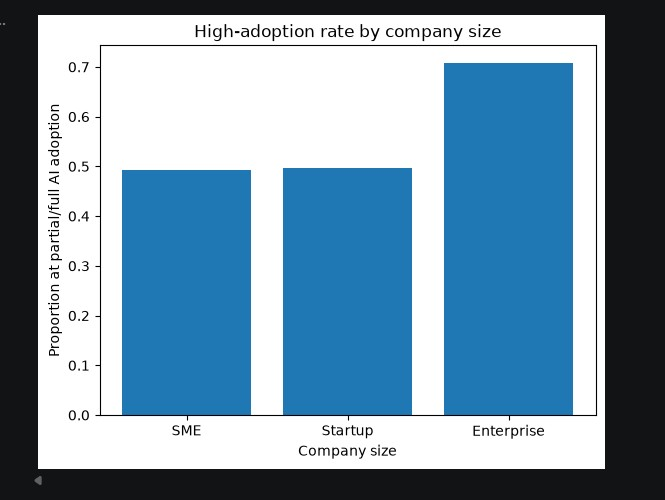 ..
High-adoption rate by company size
Proportion at partial/full AI adoption
0.7
0.6
0.5
0.4
0.3
0.2
0.1
0.0
SME Startup Enterprise
Company size